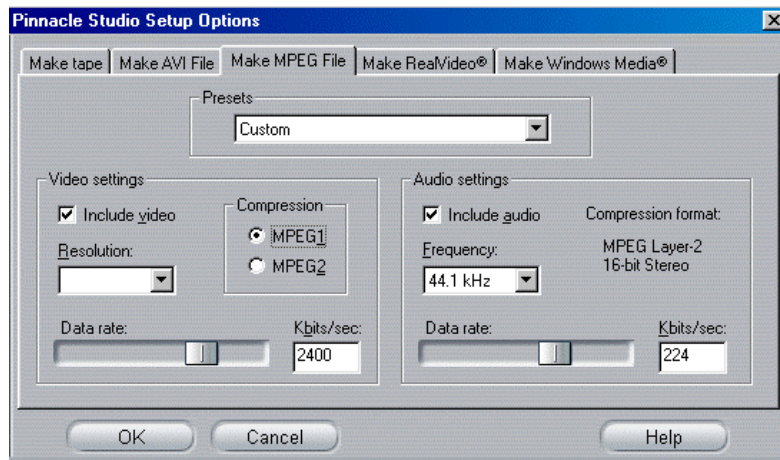 Pinnacle Studio Setup Options
Make tape
Make AVI File
Make MPEG File
Make RealVideo®
Make Windows Media®
Presets
Custom
Video settings
Include video
Compression
MPEG1
MPEG2
Resolution:
Data rate:
Kbits/sec:
2400
Audio settings
Include audio
Compression format:
MPEG Layer-2
16-bit Stereo
Frequency:
44.1 kHz
Data rate:
Kbits/sec:
224
OK
Cancel
Help